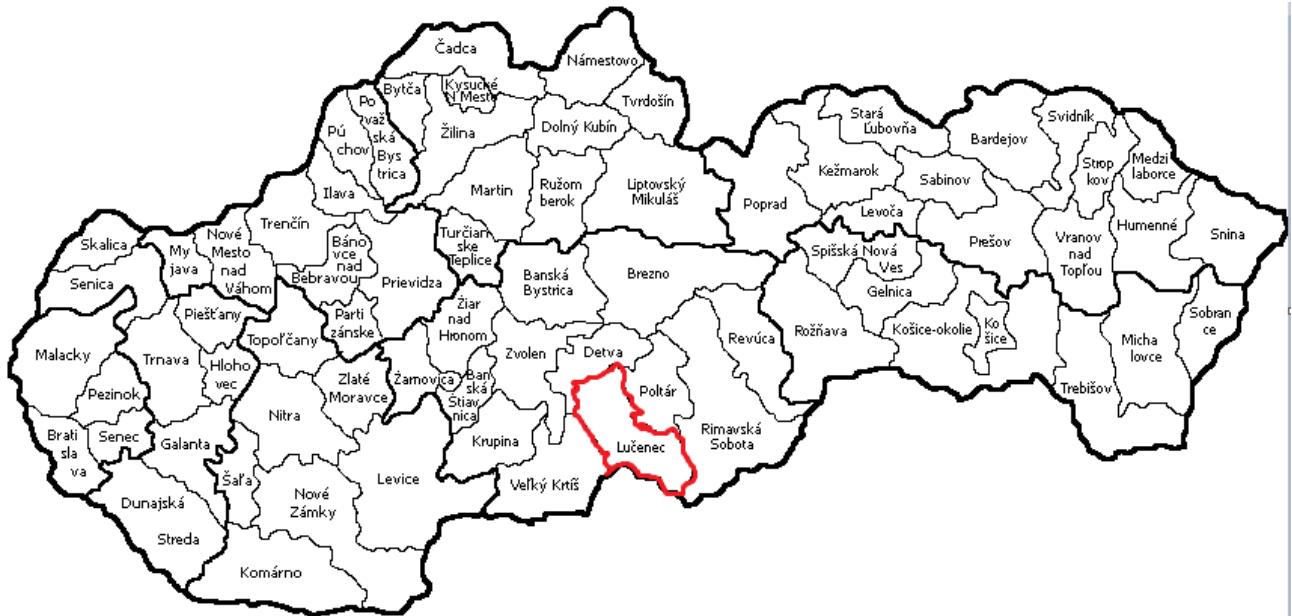 Čadca
Námestovo
Bytča
Kysucké
N Mesto
Tvrdošín
Po
važ
ská
Bys
trica
Pú
chov
Žilina
Dolný Kubín
Stará
Ľubovňa
Bardejov
Svidník
Strop
kov
Medzi
laborce
Ilava
Martin
Ružom
berok
Liptovský
Mikuláš
Poprad
Kežmarok
Sabinov
Levoča
Humenné
Snina
Trenčín
Turčian
ske
Teplice
Prešov
Vranov
nad
Topľou
Skalica
My
java
Nové
Mesto
nad
Váhom
Báno
vce nad
Bebravou
Prievidza
Banská
Bystrica
Brezno
Spišská Nová
Ves
Gelnica
Senica
Piešťany
Parti
zánske
Žiar
nad
Hronom
Rožňava
Košice-okolie
Ko
šice
Sobran
ce
Micha
lovce
Malacky
Trnava
Hloho
vec
Topoľčany
Zvolen
Detva
Revúca
Pezinok
Zlaté
Moravce
Žarnovica
Ban
ská
Štiav
nica
Poltár
Trebišov
Brati
sla
va
Senec
Galanta
Nitra
Krupina
Lučenec
Rimavská
Sobota
Šaľa
Levice
Veľký Krtíš
Dunajská
Streda
Nové
Zámky
Komárno